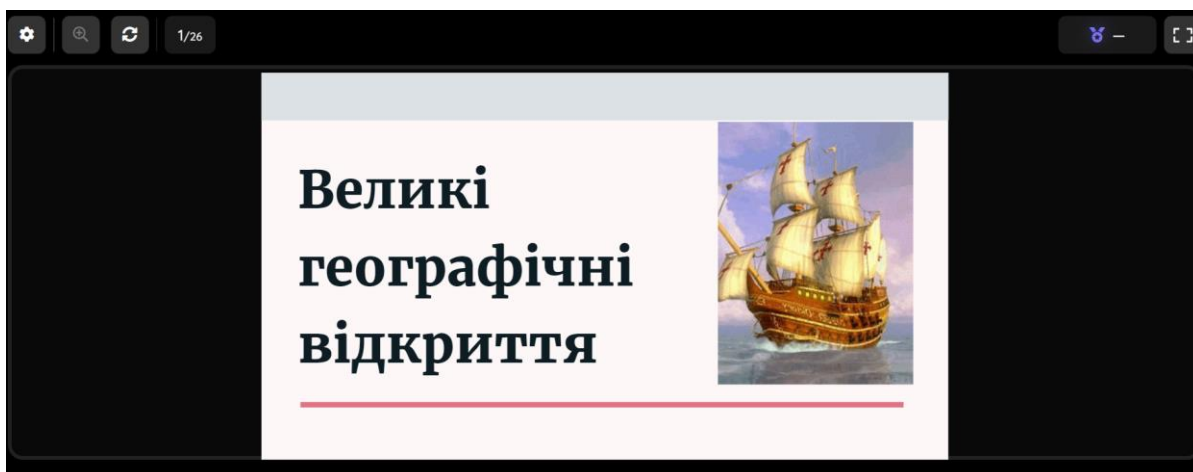 1/26
–
Великі
географічні
відкриття